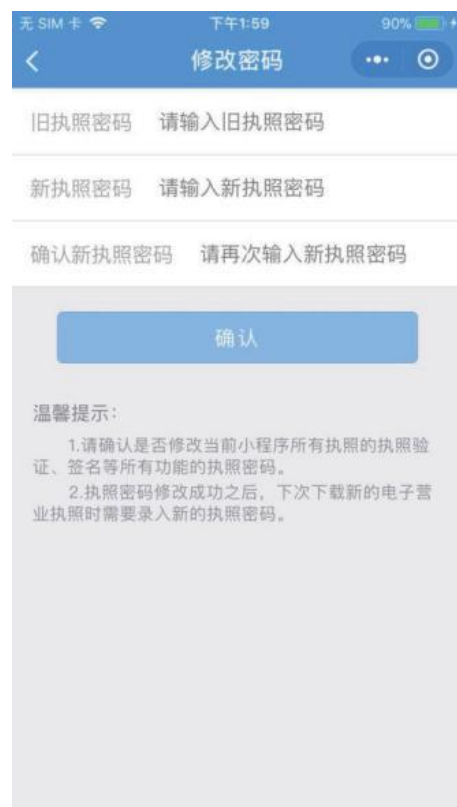 无 SIM 卡 下午1:59 90%
修改密码
旧执照密码 请输入旧执照密码
新执照密码 请输入新执照密码
确认新执照密码 请再次输入新执照密码
确认
温馨提示：
1.请确认是否修改当前小程序所有执照的执照验
证、签名等所有功能的执照密码。
2.执照密码修改成功之后，下次下载新的电子营
业执照时需要录入新的执照密码。